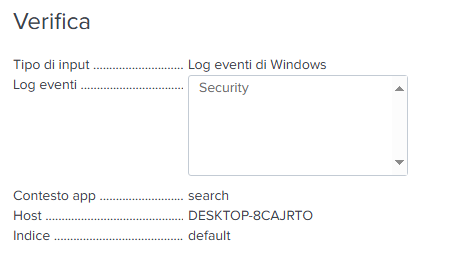 Verifica
Tipo di input ............................ Log eventi di Windows
Log eventi ................................ Security
Contesto app .......................... search
Host ........................................... DESKTOP-8CAJRTO
Indice ........................................ default